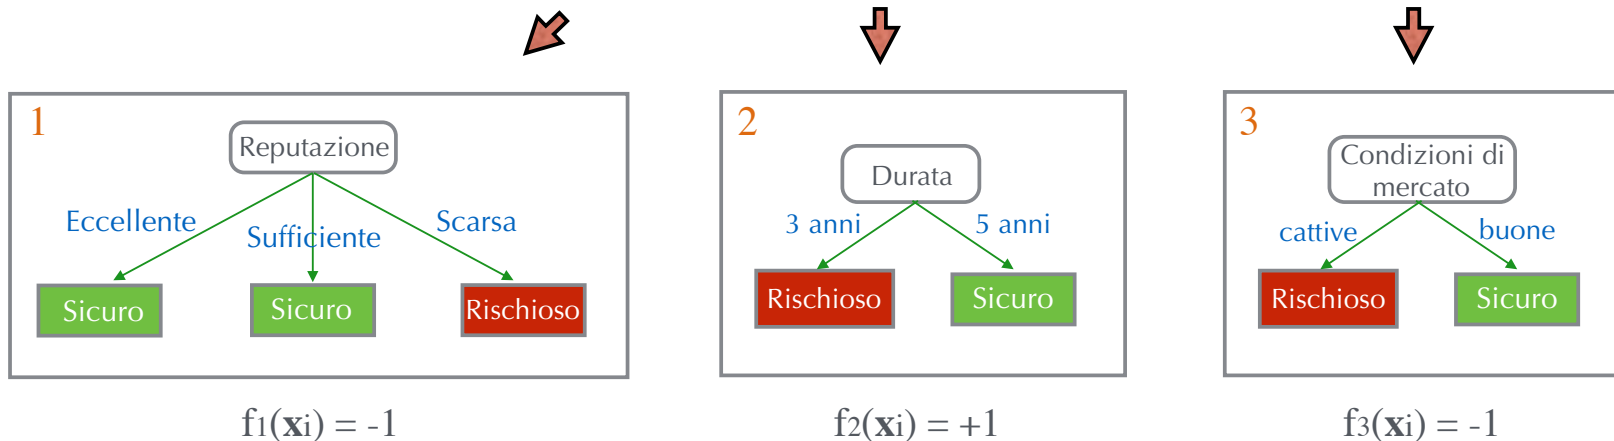 1
Reputazione
Eccellente
Sufficiente
Scarsa
Sicuro
Sicuro
Rischioso
f1(xi) = -1
2
Durata
3 anni
5 anni
Rischioso
Sicuro
f2(xi) = +1
3
Condizioni di
mercato
cattive
buone
Rischioso
Sicuro
f3(xi) = -1